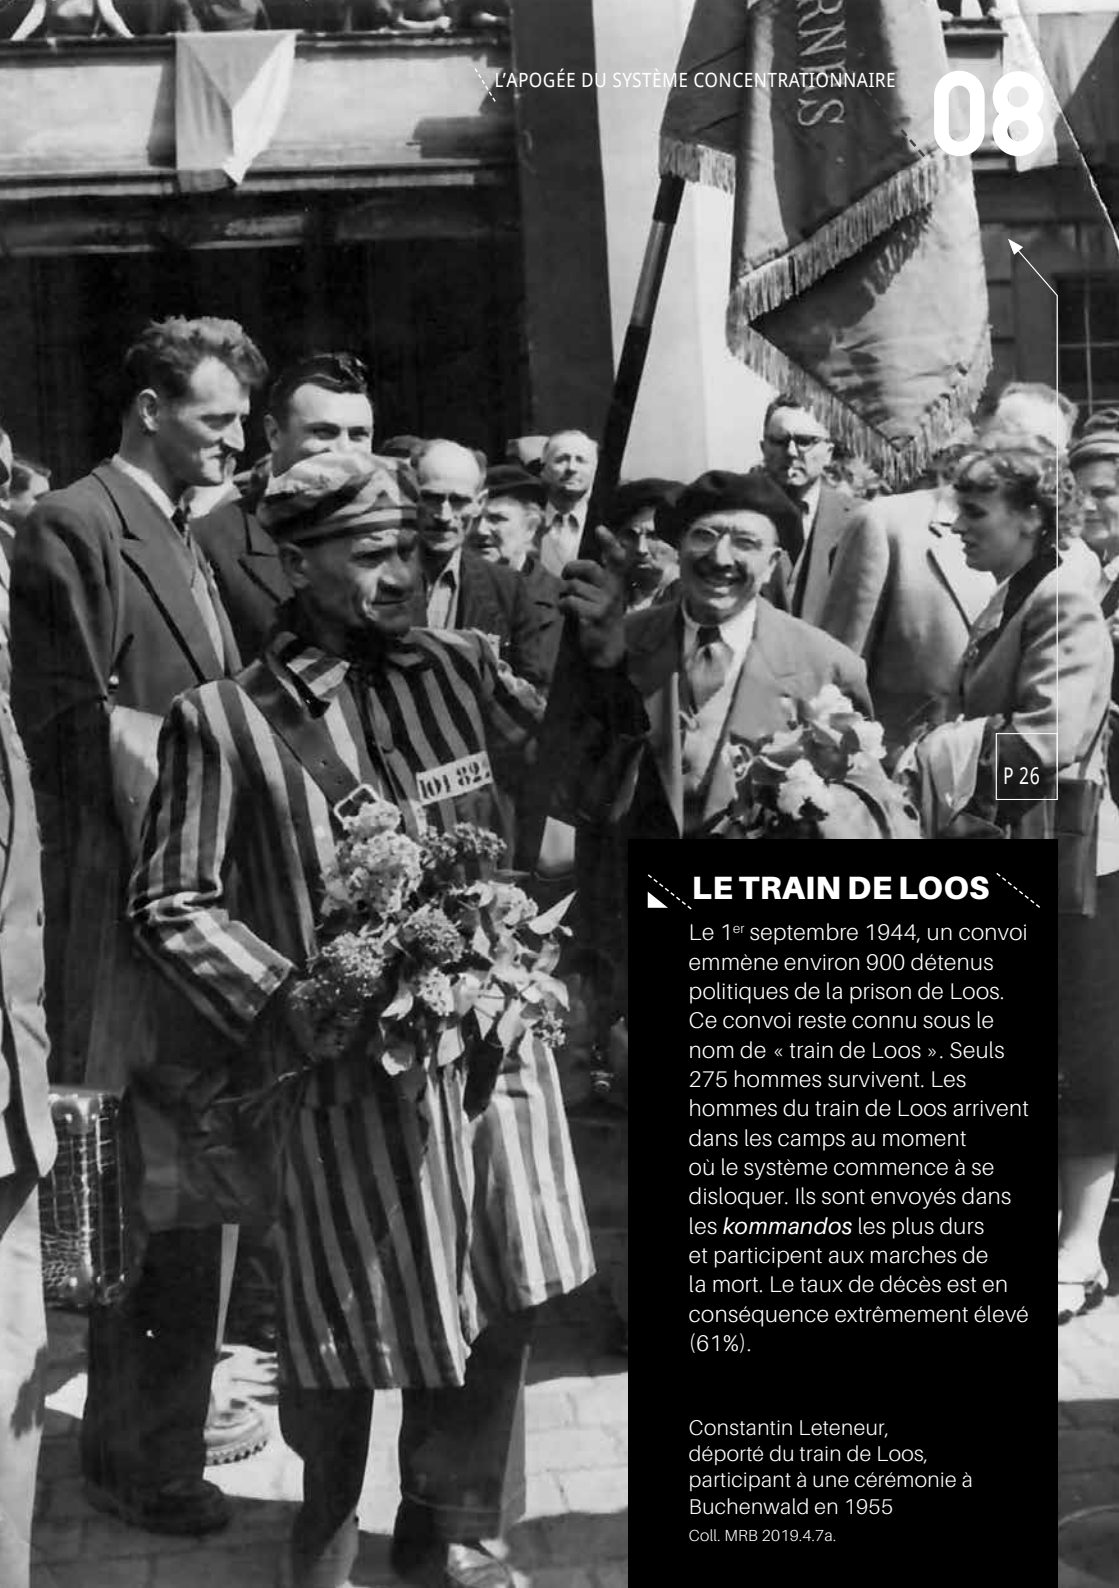 L'APOGÉE DU SYSTÈME CONCENTRATIONNAIRE
08
P 26
LE TRAIN DE LOOS
Le 1er septembre 1944, un convoi
emmène environ 900 détenus
politiques de la prison de Loos.
Ce convoi reste connu sous le
nom de « train de Loos ». Seuls
275 hommes survivent. Les
hommes du train de Loos arrivent
dans les camps au moment
où le système commence à se
disloquer. Ils sont envoyés dans
les kommandos les plus durs
et participent aux marches de
la mort. Le taux de décès est en
conséquence extrêmement élevé
(61%).
Constantin Leteneur,
déporté du train de Loos,
participant à une cérémonie à
Buchenwald en 1955
Coll. MRB 2019.4.7a.